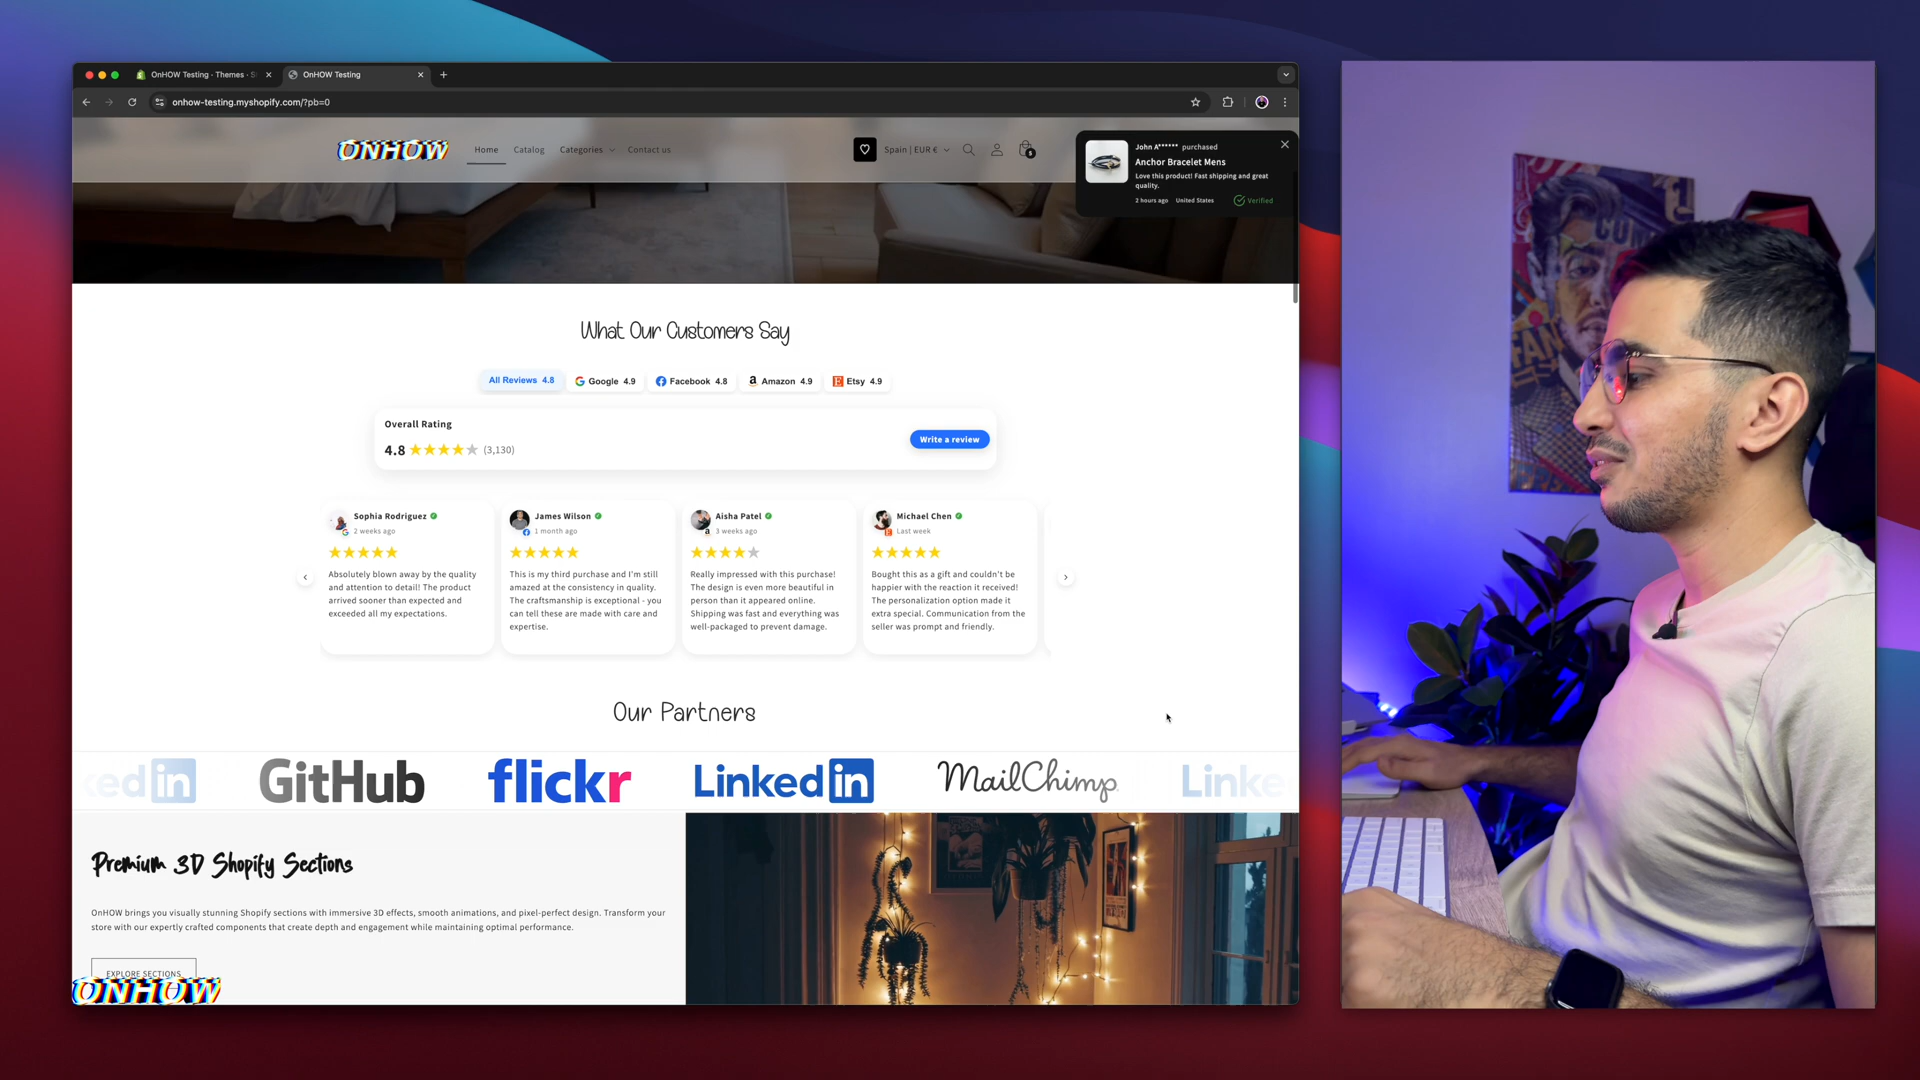 OnHOW Testing · Themes · S
OnHOW Testing
onhow-testing.myshopify.com/?pb=0
ONHOW
Home
Catalog
Categories
Contact us
Spain | EUR €
5
John A****** purchased
Anchor Bracelet Mens
Love this product! Fast shipping and great
quality.
2 hours ago
United States
Verified
What Our Customers Say
All Reviews 4.8
Google 4.9
Facebook 4.8
Amazon 4.9
Etsy 4.9
Overall Rating
4.8
(3,130)
Write a review
Sophia Rodriguez
2 weeks ago
Absolutely blown away by the quality
and attention to detail! The product
arrived sooner than expected and
exceeded all my expectations.
James Wilson
1 month ago
This is my third purchase and I'm still
amazed at the consistency in quality.
The craftsmanship is exceptional - you
can tell these are made with care and
expertise.
Aisha Patel
3 weeks ago
Really impressed with this purchase!
The design is even more beautiful in
person than it appeared online.
Shipping was fast and everything was
well-packaged to prevent damage.
Michael Chen
Last week
Bought this as a gift and couldn't be
happier with the reaction it received!
The personalization option made it
extra special. Communication from the
seller was prompt and friendly.
Our Partners
ked in
GitHub
flickr
Linked in
MailChimp
Linke
Premium 3D Shopify Sections
OnHOW brings you visually stunning Shopify sections with immersive 3D effects, smooth animations, and pixel-perfect design. Transform your
store with our expertly crafted components that create depth and engagement while maintaining optimal performance.
EXPLORE SECTIONS
ONHOW